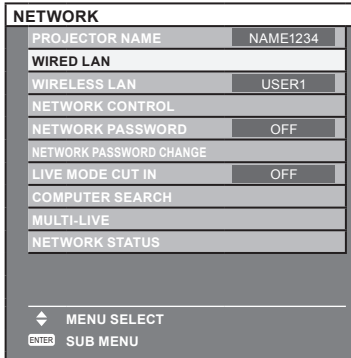 NETWORK
PROJECTOR NAME NAME1234
WIRED LAN
WIRELESS LAN USER1
NETWORK CONTROL
NETWORK PASSWORD OFF
NETWORK PASSWORD CHANGE
LIVE MODE CUT IN OFF
COMPUTER SEARCH
MULTI-LIVE
NETWORK STATUS
MENU SELECT
ENTER SUB MENU